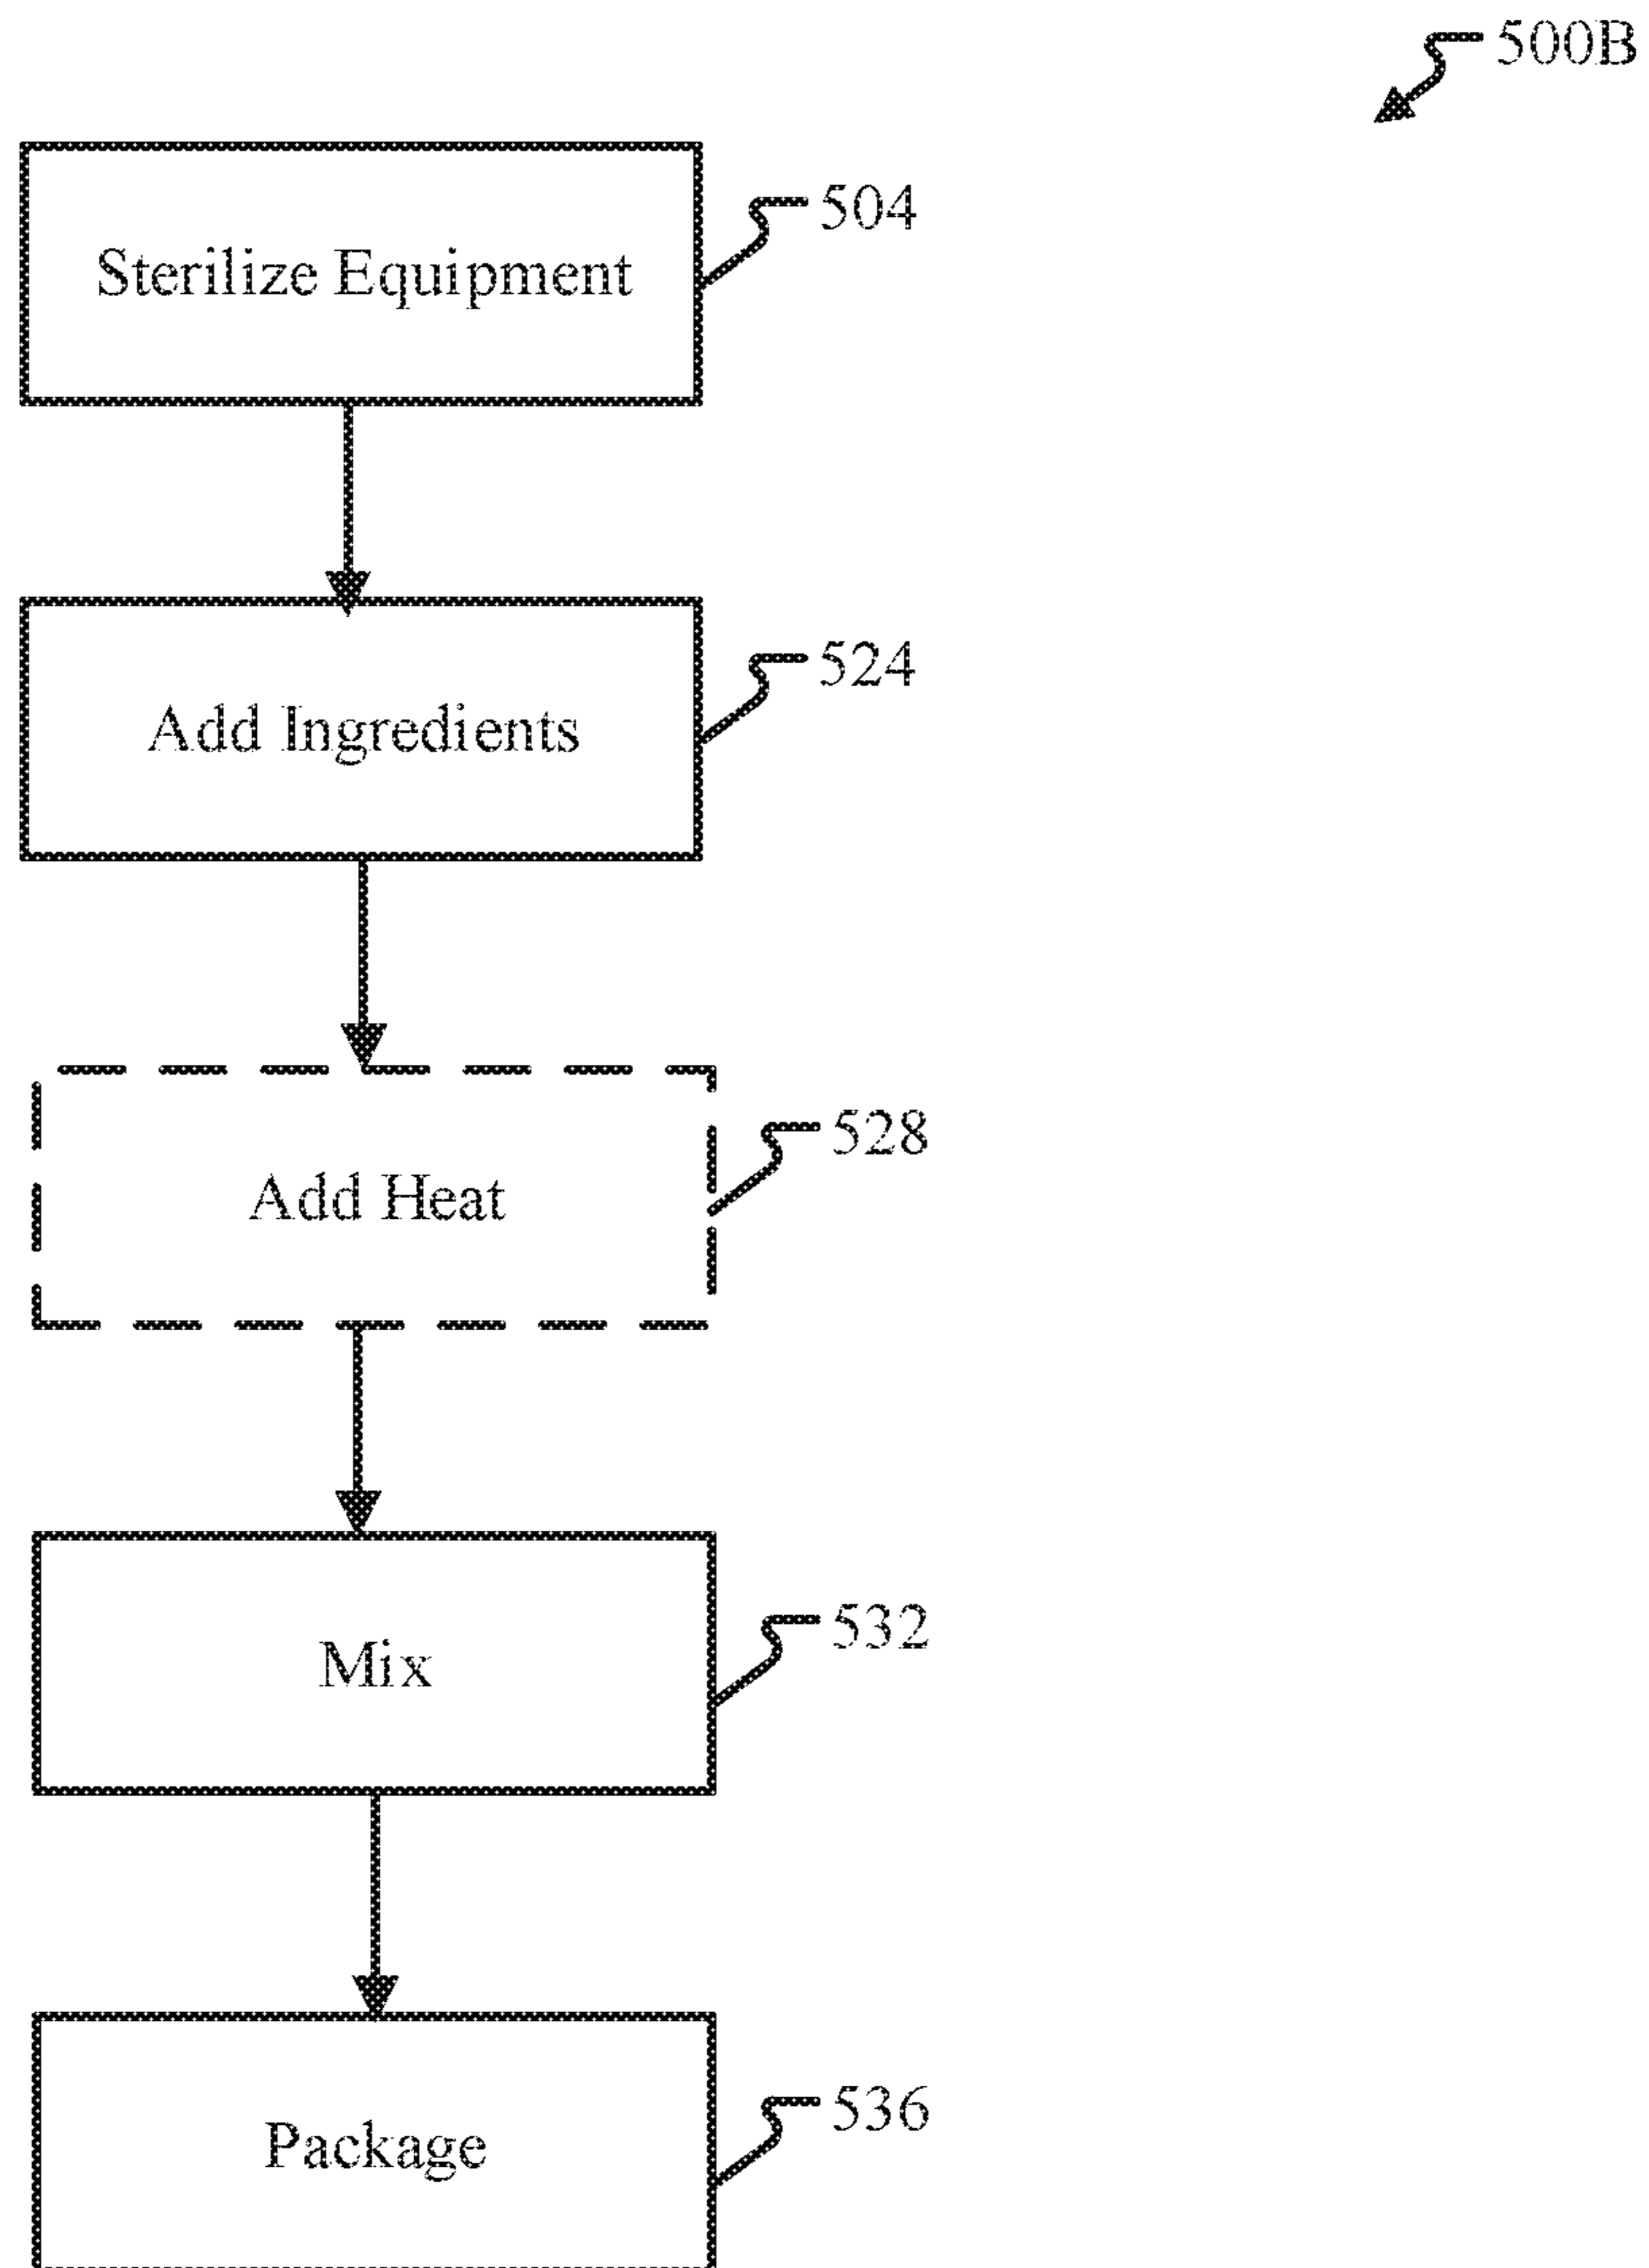 500B
504
Sterilize Equipment
524
Add Ingredients
528
Add Heat
532
Mix
536
Package